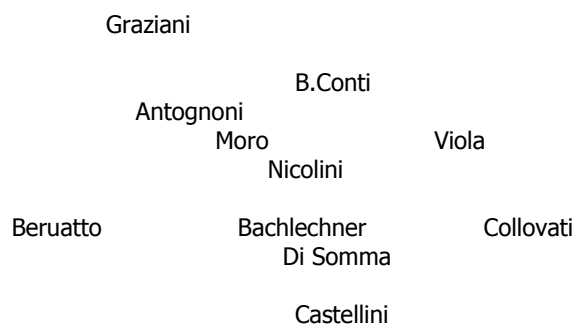 Graziani
B.Conti
Antognoni
Moro Viola
Nicolini
Beruatto Bachlechner Collovati
Di Somma
Castellini